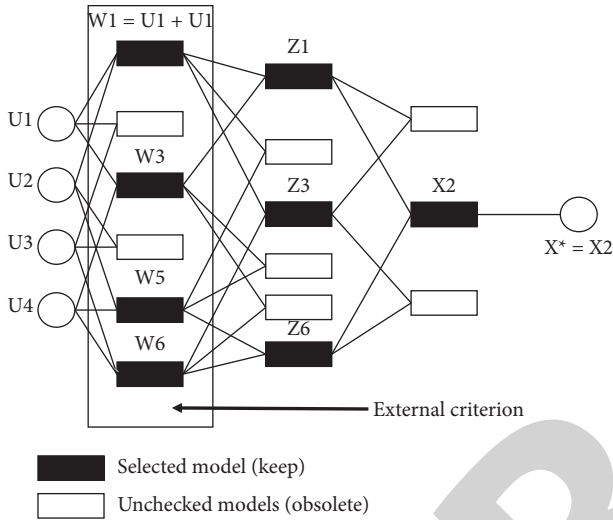 W1 = U1 + U1
Z1
U1
W3
U2
Z3
X2
U3
X* = X2
W5
U4
Z6
W6
External criterion
Selected model (keep)
Unchecked models (obsolete)